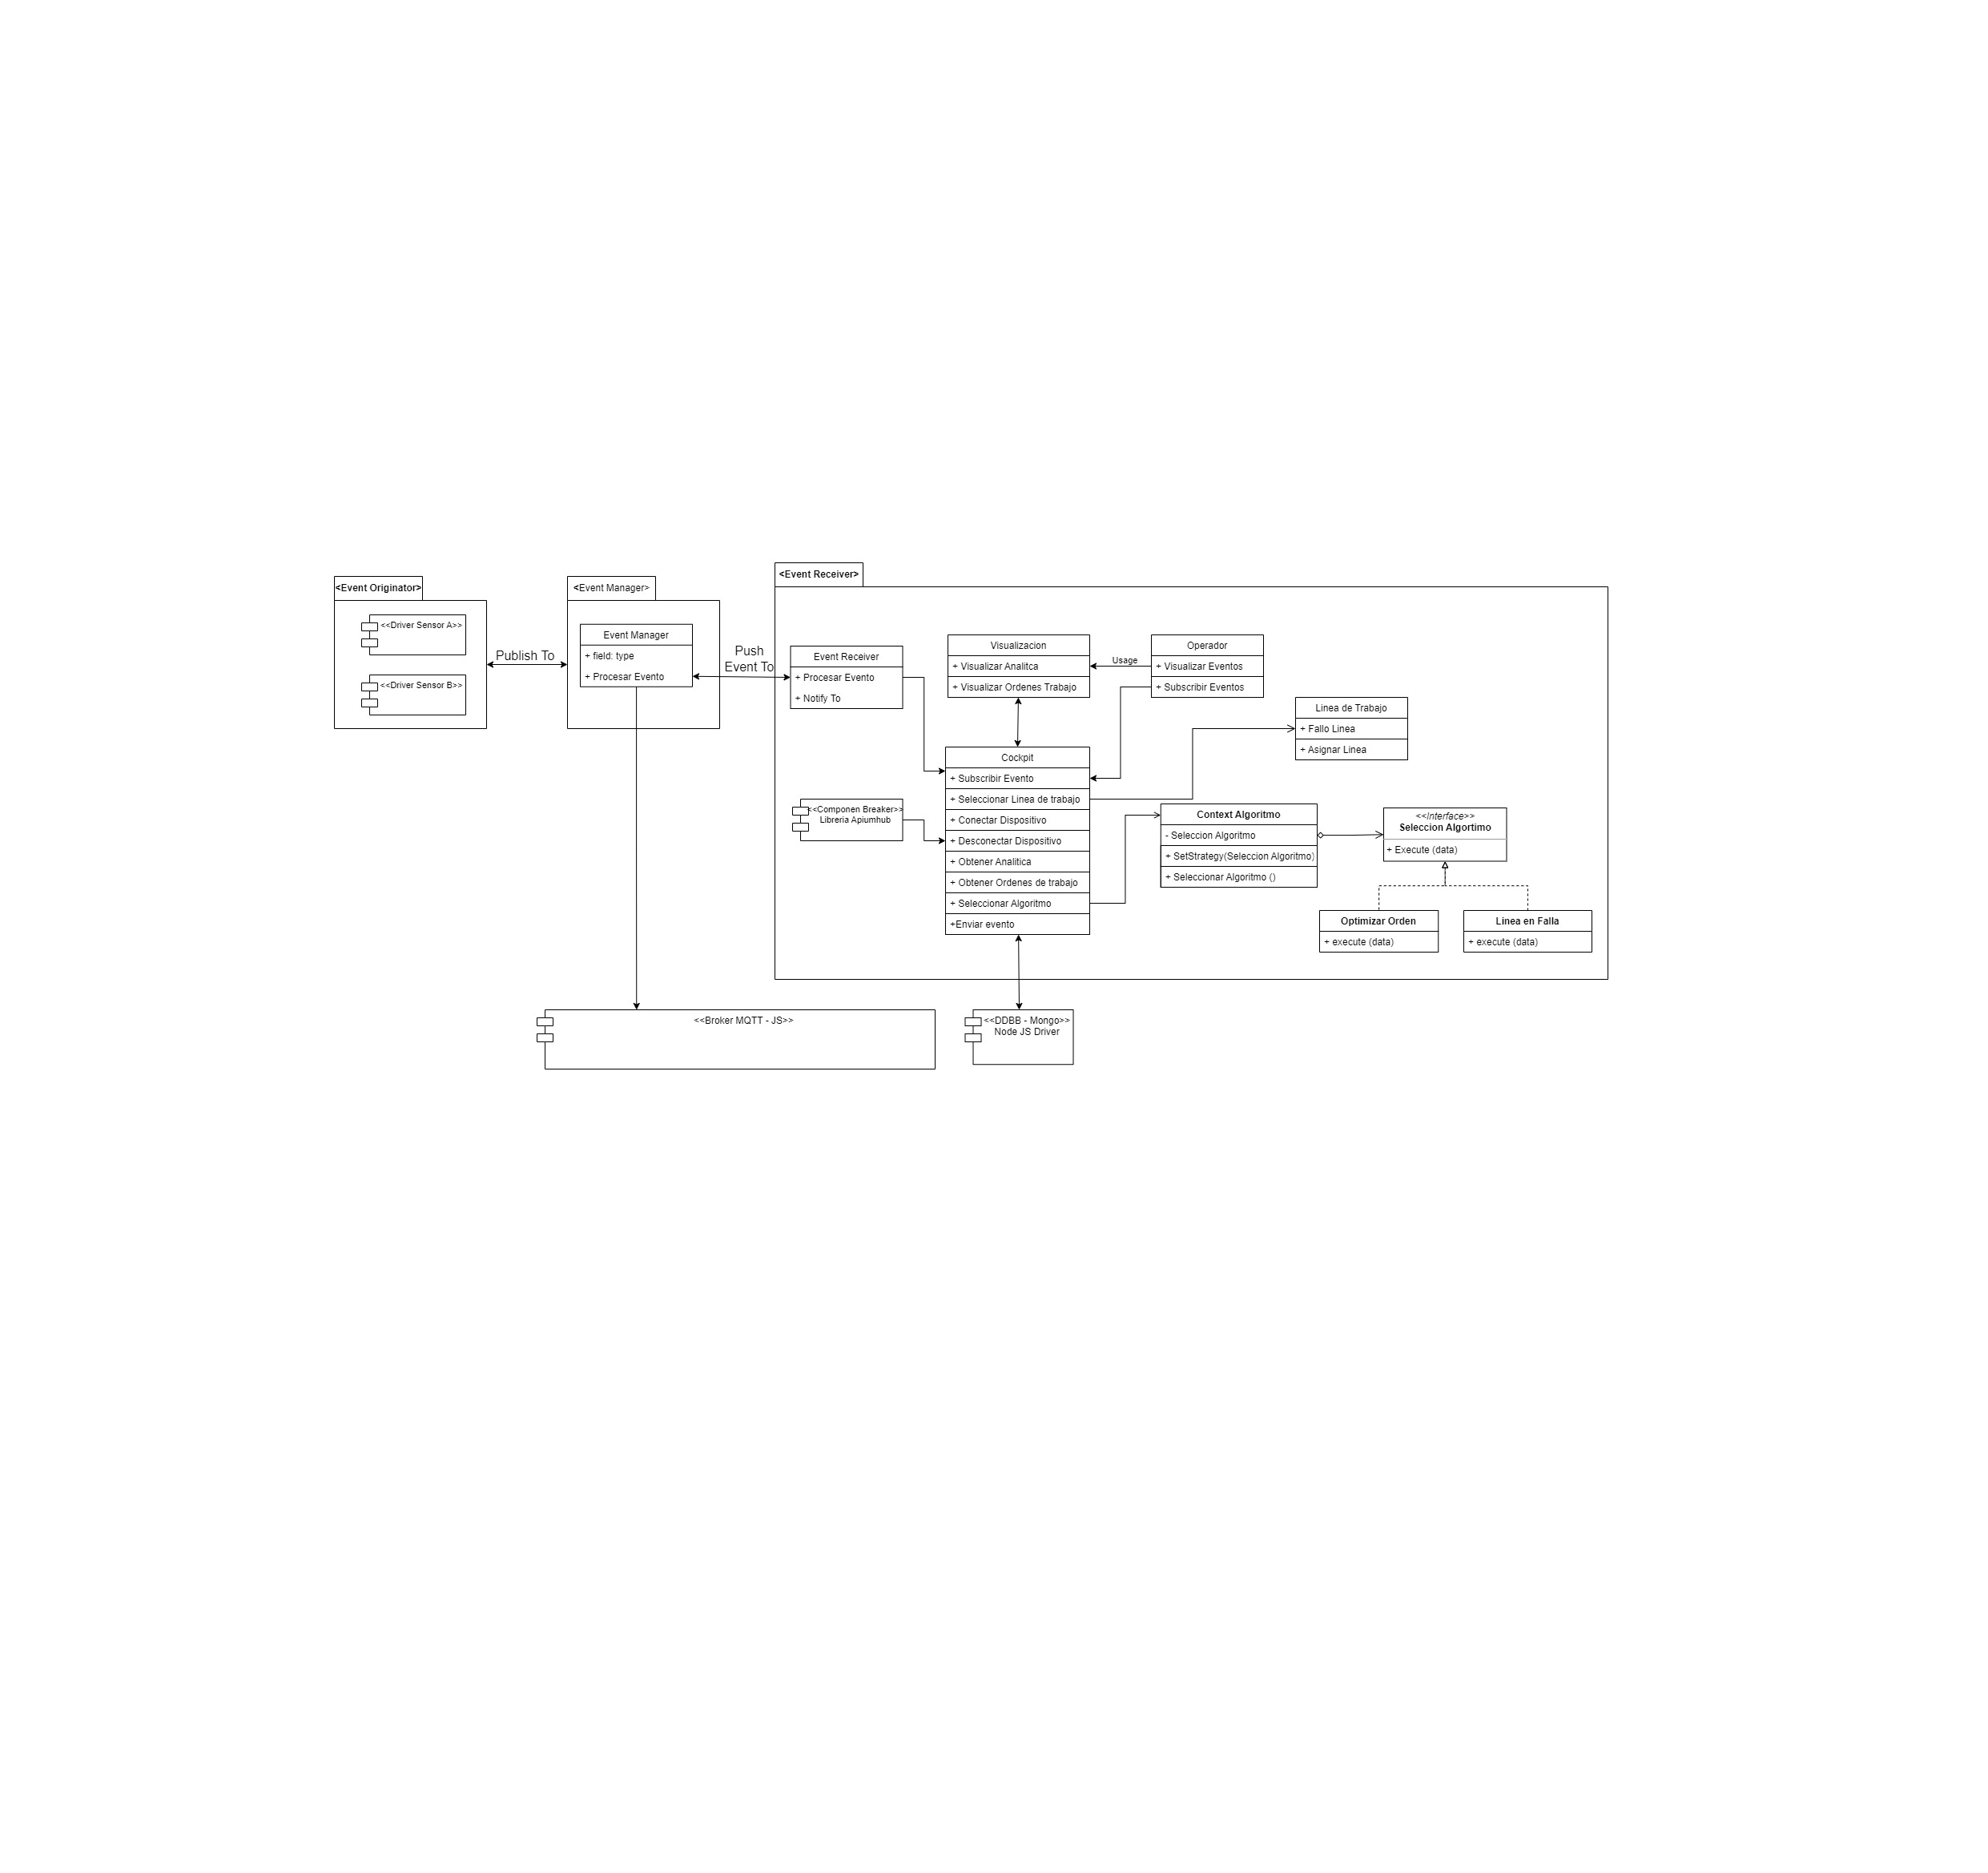 <Event Originator>
<<Driver Sensor A>>
<<Driver Sensor B>>
Publish To
<Event Manager>
Event Manager
+ field: type
+ Procesar Evento
Push
Event To
<Event Receiver>
Event Receiver
+ Procesar Evento
+ Notify To
Visualizacion
+ Visualizar Analitca
+ Visualizar Ordenes Trabajo
Usage
Operador
+ Visualizar Eventos
+ Subscribir Eventos
Linea de Trabajo
+ Fallo Linea
+ Asignar Linea
<<Componen Breaker>>
Libreria Apiumhub
Cockpit
+ Subscribir Evento
+ Seleccionar Linea de trabajo
+ Conectar Dispositivo
+ Desconectar Dispositivo
+ Obtener Analitica
+ Obtener Ordenes de trabajo
+ Seleccionar Algoritmo
+Enviar evento
Context Algoritmo
- Seleccion Algoritmo
+ SetStrategy(Seleccion Algoritmo)
+ Seleccionar Algoritmo ()
<<Interface>>
Seleccion Algortimo
+ Execute (data)
Optimizar Orden
+ execute (data)
Linea en Falla
+ execute (data)
<<Broker MQTT - JS>>
<<DDBB - Mongo>>
Node JS Driver